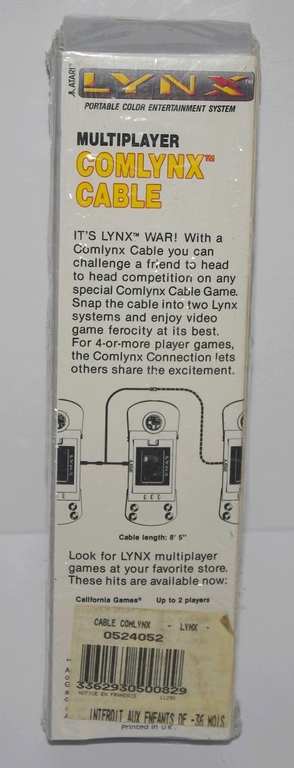 ATARI LYNX™
PORTABLE COLOR ENTERTAINMENT SYSTEM
MULTIPLAYER
COMLYNX™
CABLE
IT'S LYNX™ WAR! With a
Comlynx Cable you can
challenge a friend to head
to head competition on any
special Comlynx Cable Game.
Snap the cable into two Lynx
systems and enjoy video
game ferocity at its best.
For 4-or-more player games,
the Comlynx Connection lets
others share the excitement.
LYNX
Cable length: 8' 5"
Look for LYNX multiplayer
games at your favorite store.
These hits are available now:
California Games® Up to 2 players
CABLE COMLYNX - LYNX -
0524052
3362930500829
NOTICE EN FRANCAIS 11290
INTERDIT AUX ENFANTS DE -36 MOIS
Printed in U.K.